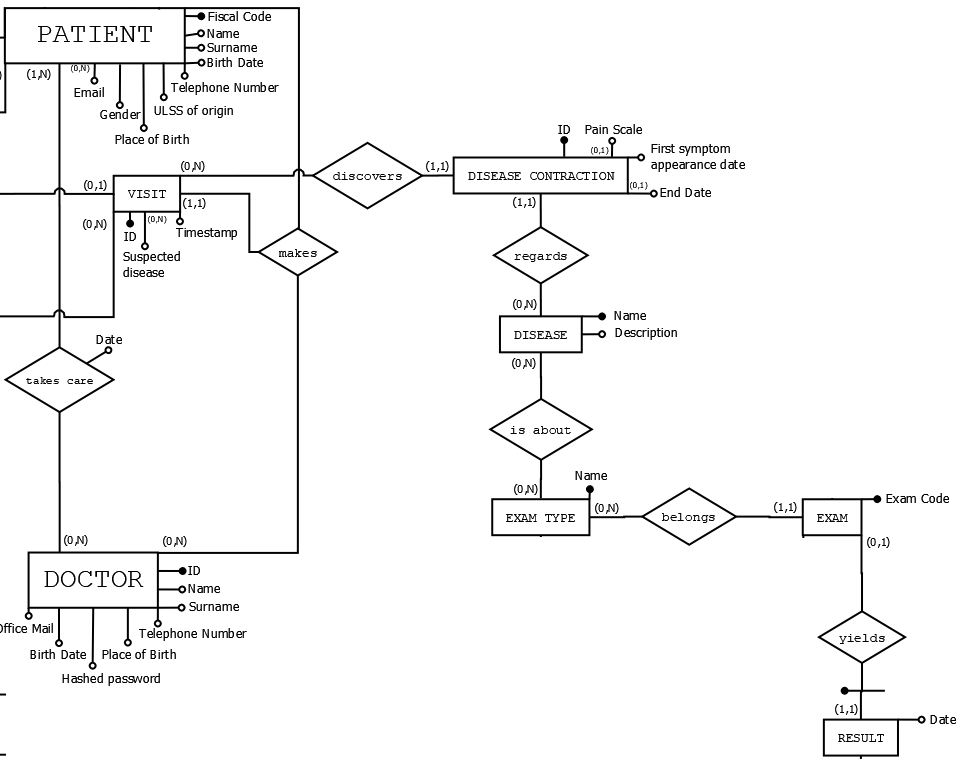 PATIENT
Fiscal Code
Name
Surname
Birth Date
Telephone Number
ULSS of origin
Place of Birth
Gender
Email
(0,N)
(1,N)
)
VISIT
(0,N)
(0,1)
(1,1)
(0,N)
(0,N)
ID
Timestamp
Suspected
disease
discovers
(1,1)
makes
ID
Pain Scale
(0,1)
First symptom
appearance date
DISEASE CONTRACTION
(0,1)
End Date
(1,1)
regards
(0,N)
DISEASE
Name
Description
(0,N)
Date
takes care
is about
(0,N)
Name
EXAM TYPE
(0,N)
belongs
(1,1)
EXAM
Exam Code
(0,1)
(0,N)
(0,N)
DOCTOR
ID
Name
Surname
Telephone Number
Office Mail
Birth Date
Place of Birth
Hashed password
yields
(1,1)
Date
RESULT